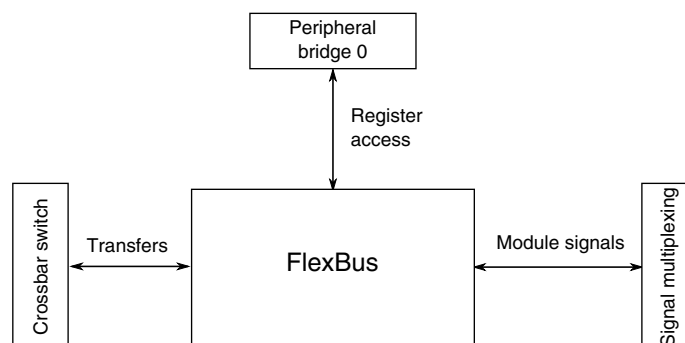 Peripheral
bridge 0
Register
access
Crossbar switch
Transfers
FlexBus
Module signals
Signal multiplexing